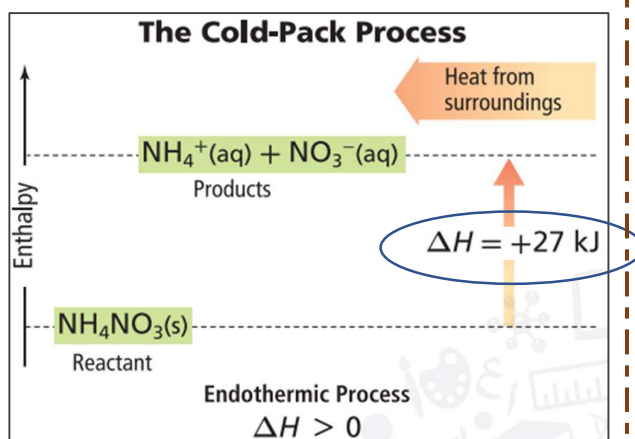 The Cold-Pack Process
Heat from
surroundings
NH₄⁺(aq) + NO₃⁻(aq)
Products
Enthalpy
ΔH = +27 kJ
NH₄NO₃(s)
Reactant
Endothermic Process
ΔH > 0